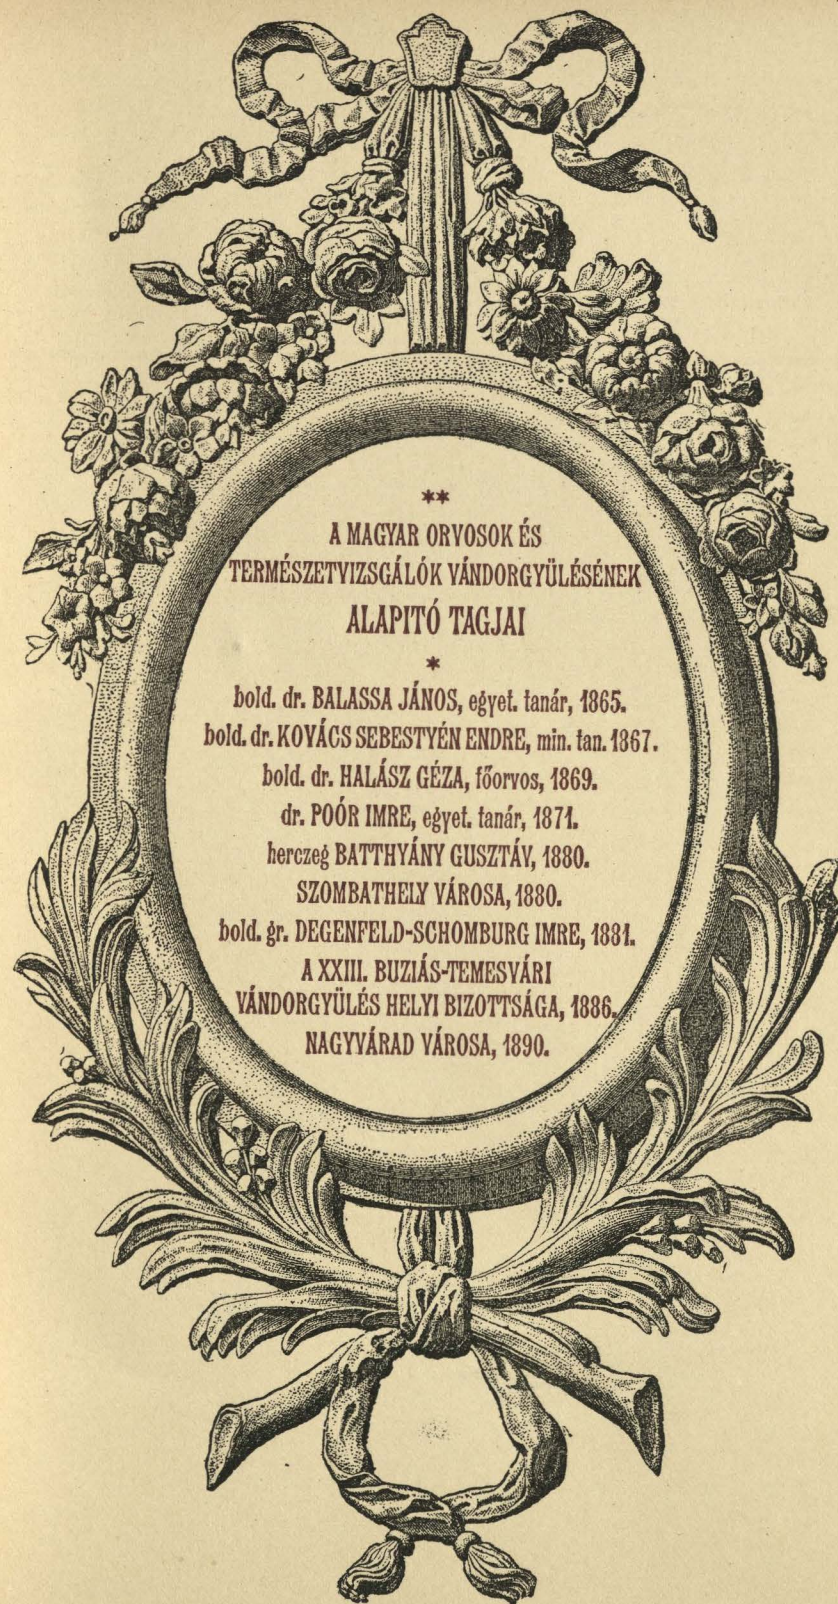 **
A MAGYAR ORVOSOK ÉS
TERMÉSZETVIZSGÁLÓK VÁNDORGYÜLÉSÉNEK
ALAPITÓ TAGJAI
*
bold. dr. BALASSA JÁNOS, egyet. tanár, 1865.
bold. dr. KOVÁCS SEBESTYÉN ENDRE, min. tan. 1867.
bold. dr. HALÁSZ GÉZA, főorvos, 1869.
dr. POÓR IMRE, egyet. tanár, 1871.
herczeg BATTHYÁNY GUSZTÁV, 1880.
SZOMBATHELY VÁROSA, 1880.
bold. gr. DEGENFELD-SCHOMBURG IMRE, 1881.
A XXIII. BUZIÁS-TEMESVÁRI
VÁNDORGYÜLÉS HELYI BIZOTTSÁGA, 1886.
NAGYVÁRAD VÁROSA, 1890.